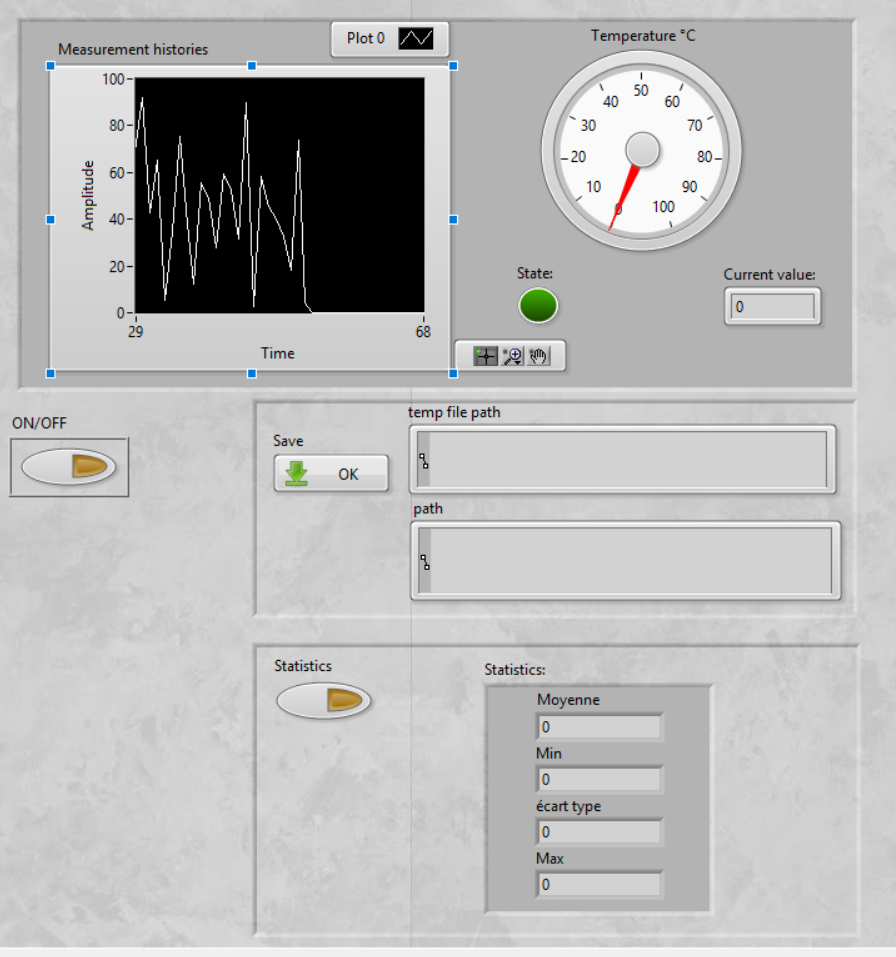 Measurement histories
Plot 0
100
80
60
40
20
0
Amplitude
29
68
Time
Temperature °C
0
10
20
30
40
50
60
70
80
90
100
State:
Current value:
0
ON/OFF
Save
OK
temp file path
path
Statistics
Statistics:
Moyenne
0
Min
0
écart type
0
Max
0